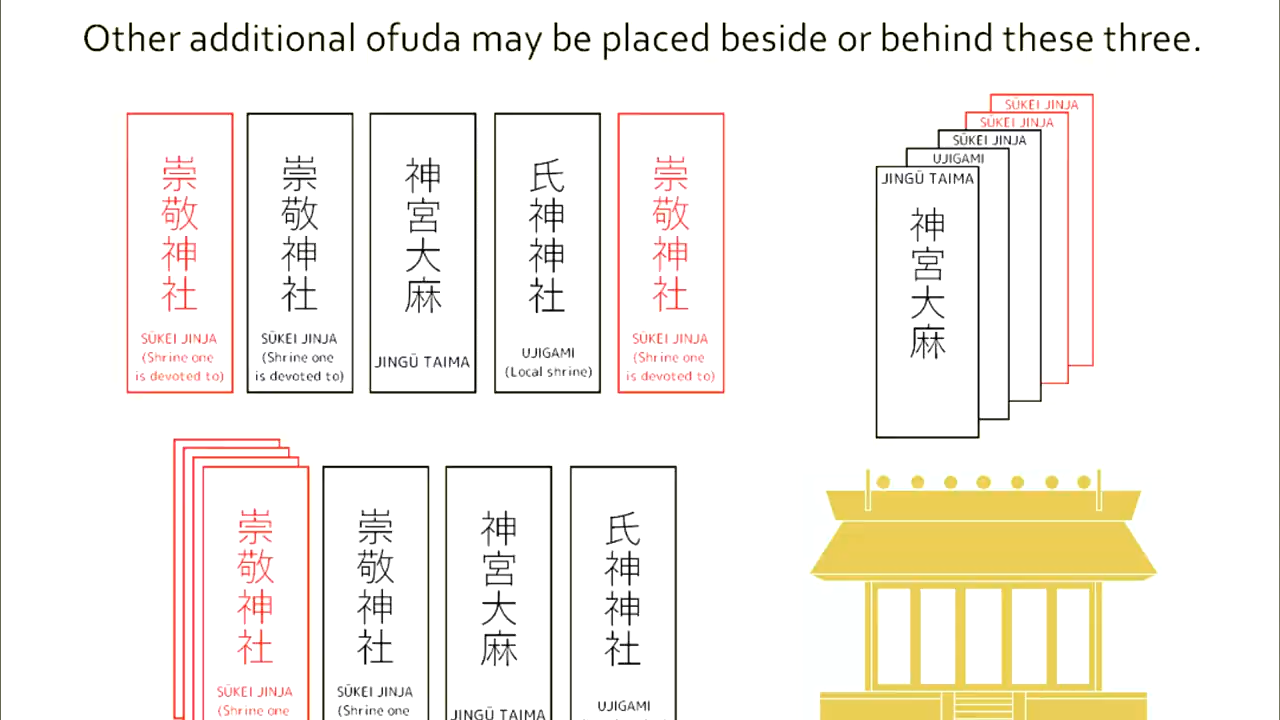 Other additional ofuda may be placed beside or behind these three.
崇敬神社
SŪKEI JINJA
(Shrine one
is devoted to)
崇敬神社
SŪKEI JINJA
(Shrine one
is devoted to)
神宮大麻
JINGŪ TAIMA
氏神神社
UJIGAMI
(Local shrine)
崇敬神社
SŪKEI JINJA
(Shrine one
is devoted to)
SŪKEI JINJA
SŪKEI JINJA
SŪKEI JINJA
UJIGAMI
JINGŪ TAIMA
神宮大麻
崇敬神社
SŪKEI JINJA
(Shrine one
崇敬神社
SŪKEI JINJA
(Shrine one
神宮大麻
JINGŪ TAIMA
氏神神社
UJIGAMI